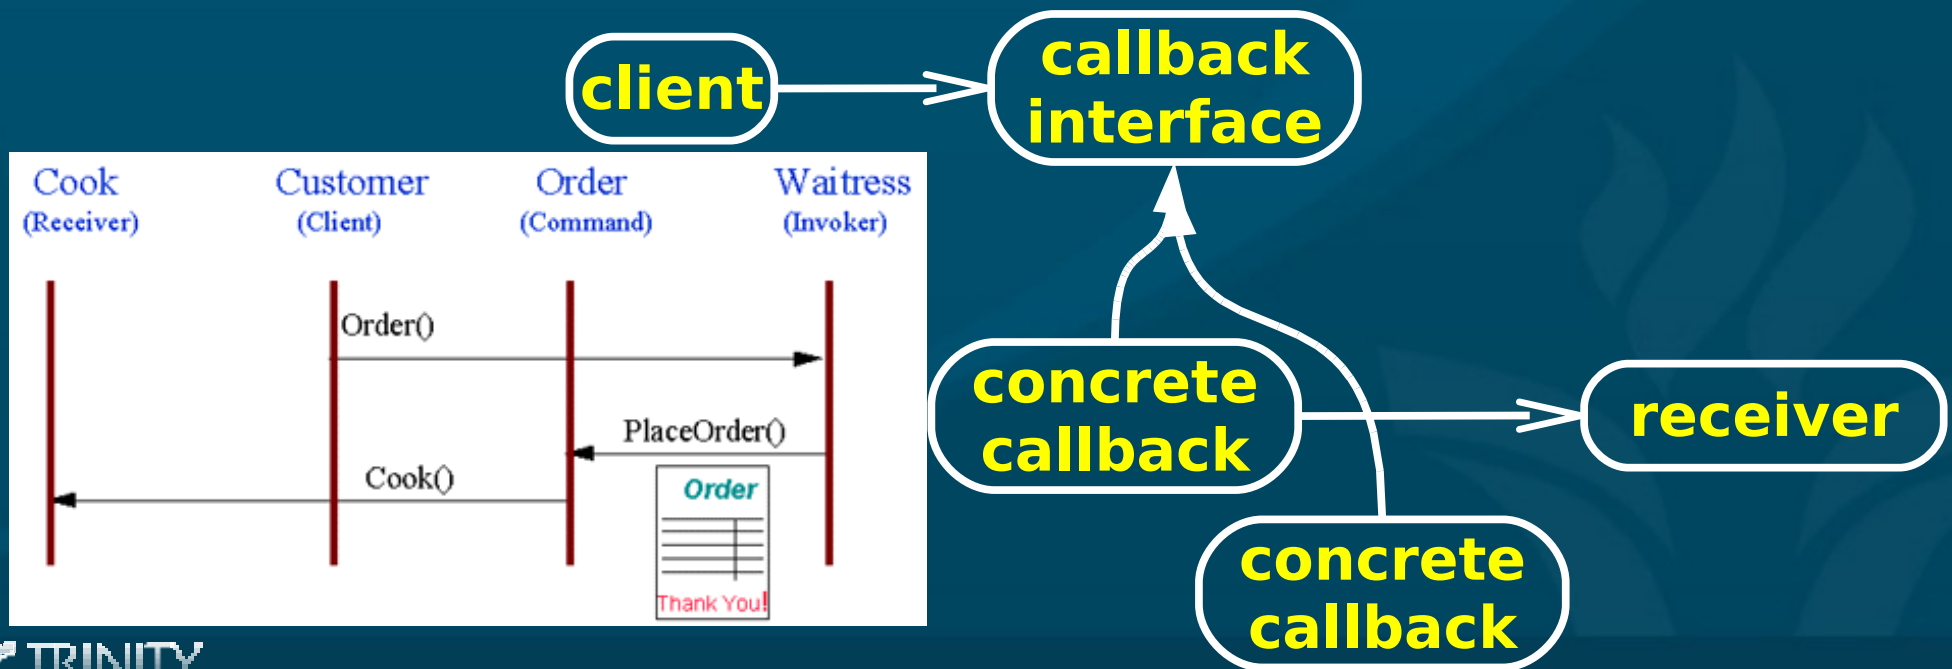 client
callback
interface
Cook
(Receiver)
Customer
(Client)
Order
(Command)
Waitress
(Invoker)
Order()
PlaceOrder()
Cook()
Order
Thank You!
concrete
callback
receiver
concrete
callback
TRINITY